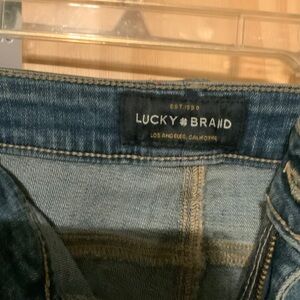 EST.1990
LUCKY BRAND
LOS ANGELES, CALIFORNIA